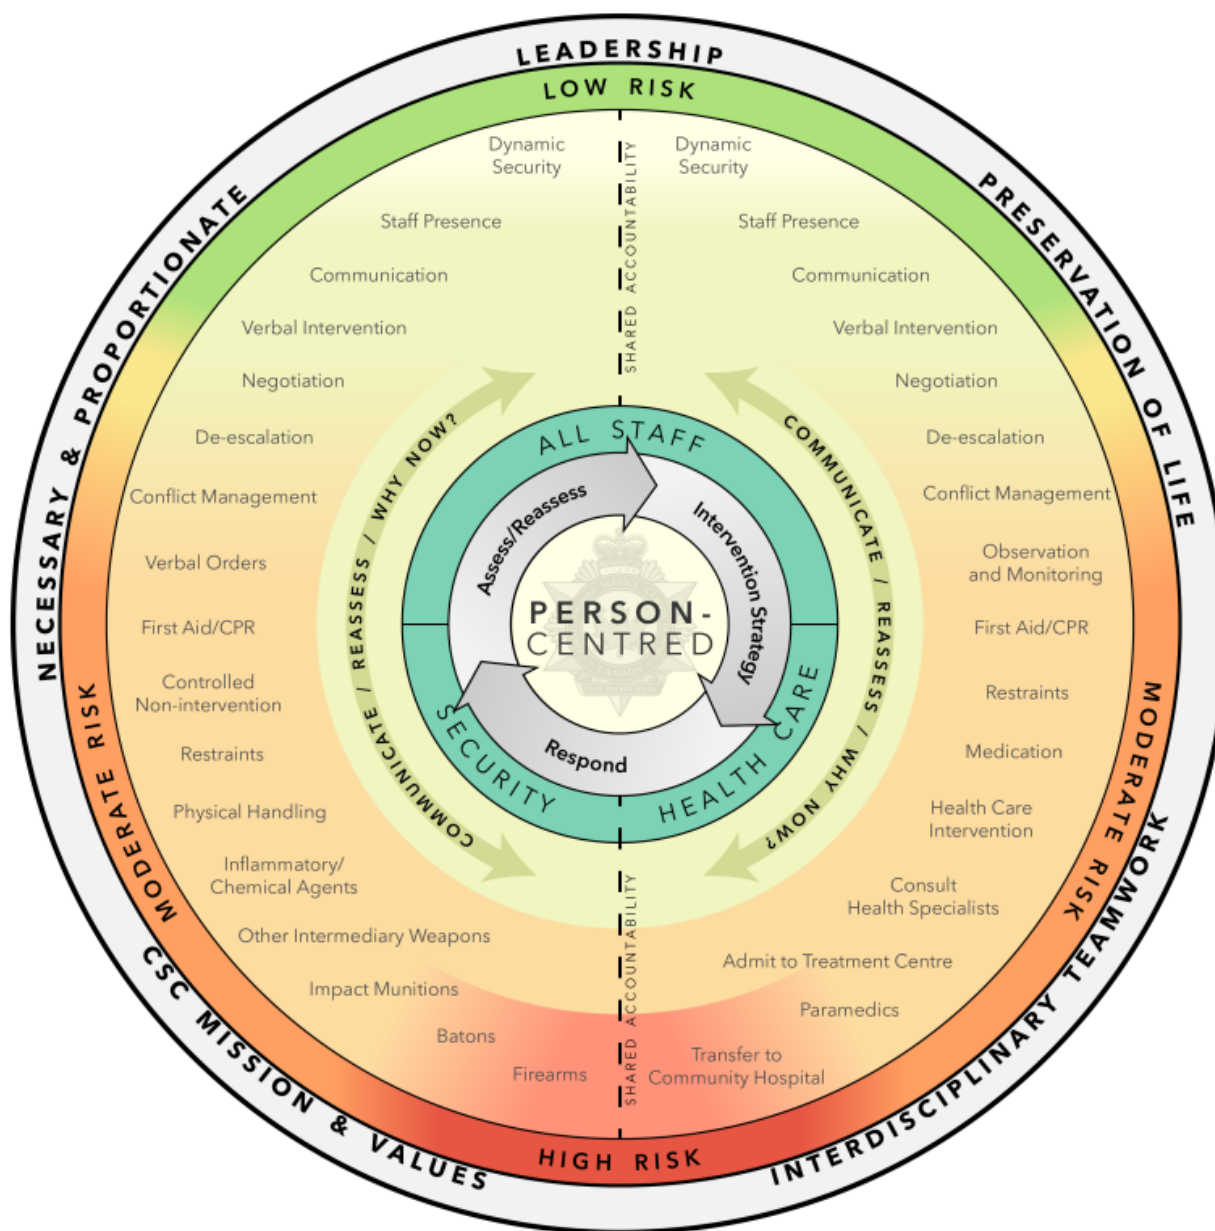 LEADERSHIP
LOW RISK
NECESSARY & PROPORTIONATE
PRESERVATION OF LIFE
Dynamic
Security
Staff Presence
Communication
Verbal Intervention
Negotiation
De-escalation
Conflict Management
Verbal Orders
First Aid/CPR
Controlled
Non-intervention
Restraints
Physical Handling
Inflammatory/
Chemical Agents
Other Intermediary Weapons
Impact Munitions
Batons
Firearms
SHARED ACCOUNTABILITY
Dynamic
Security
Staff Presence
Communication
Verbal Intervention
Negotiation
De-escalation
Conflict Management
Observation
and Monitoring
First Aid/CPR
Restraints
Medication
Health Care
Intervention
Consult
Health Specialists
Admit to Treatment Centre
Paramedics
Transfer to
Community Hospital
COMMUNICATE / REASSESS / WHY NOW?
COMMUNICATE / REASSESS / WHY NOW?
ALL STAFF
Assess/Reassess
Intervention Strategy
PERSON-
CENTRED
Respond
SECURITY
HEALTH CARE
SHARED ACCOUNTABILITY
MODERATE RISK
MODERATE RISK
HIGH RISK
CSC MISSION & VALUES
INTERDISCIPLINARY TEAMWORK